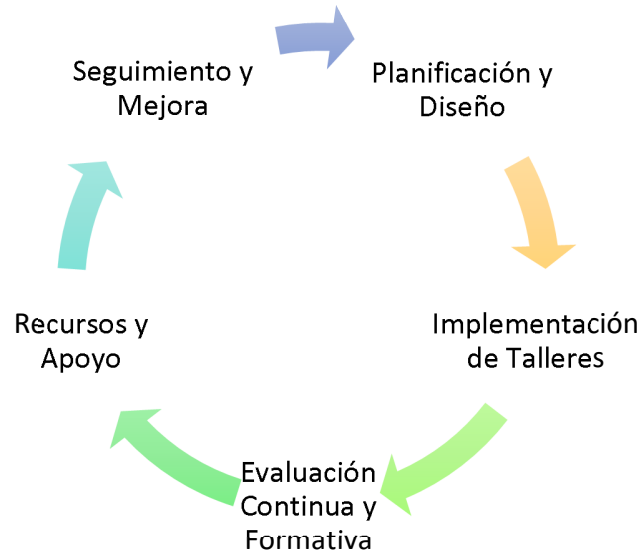 Seguimiento y
Mejora
Planificación y
Diseño
Implementación
de Talleres
Evaluación
Continua y
Formativa
Recursos y
Apoyo